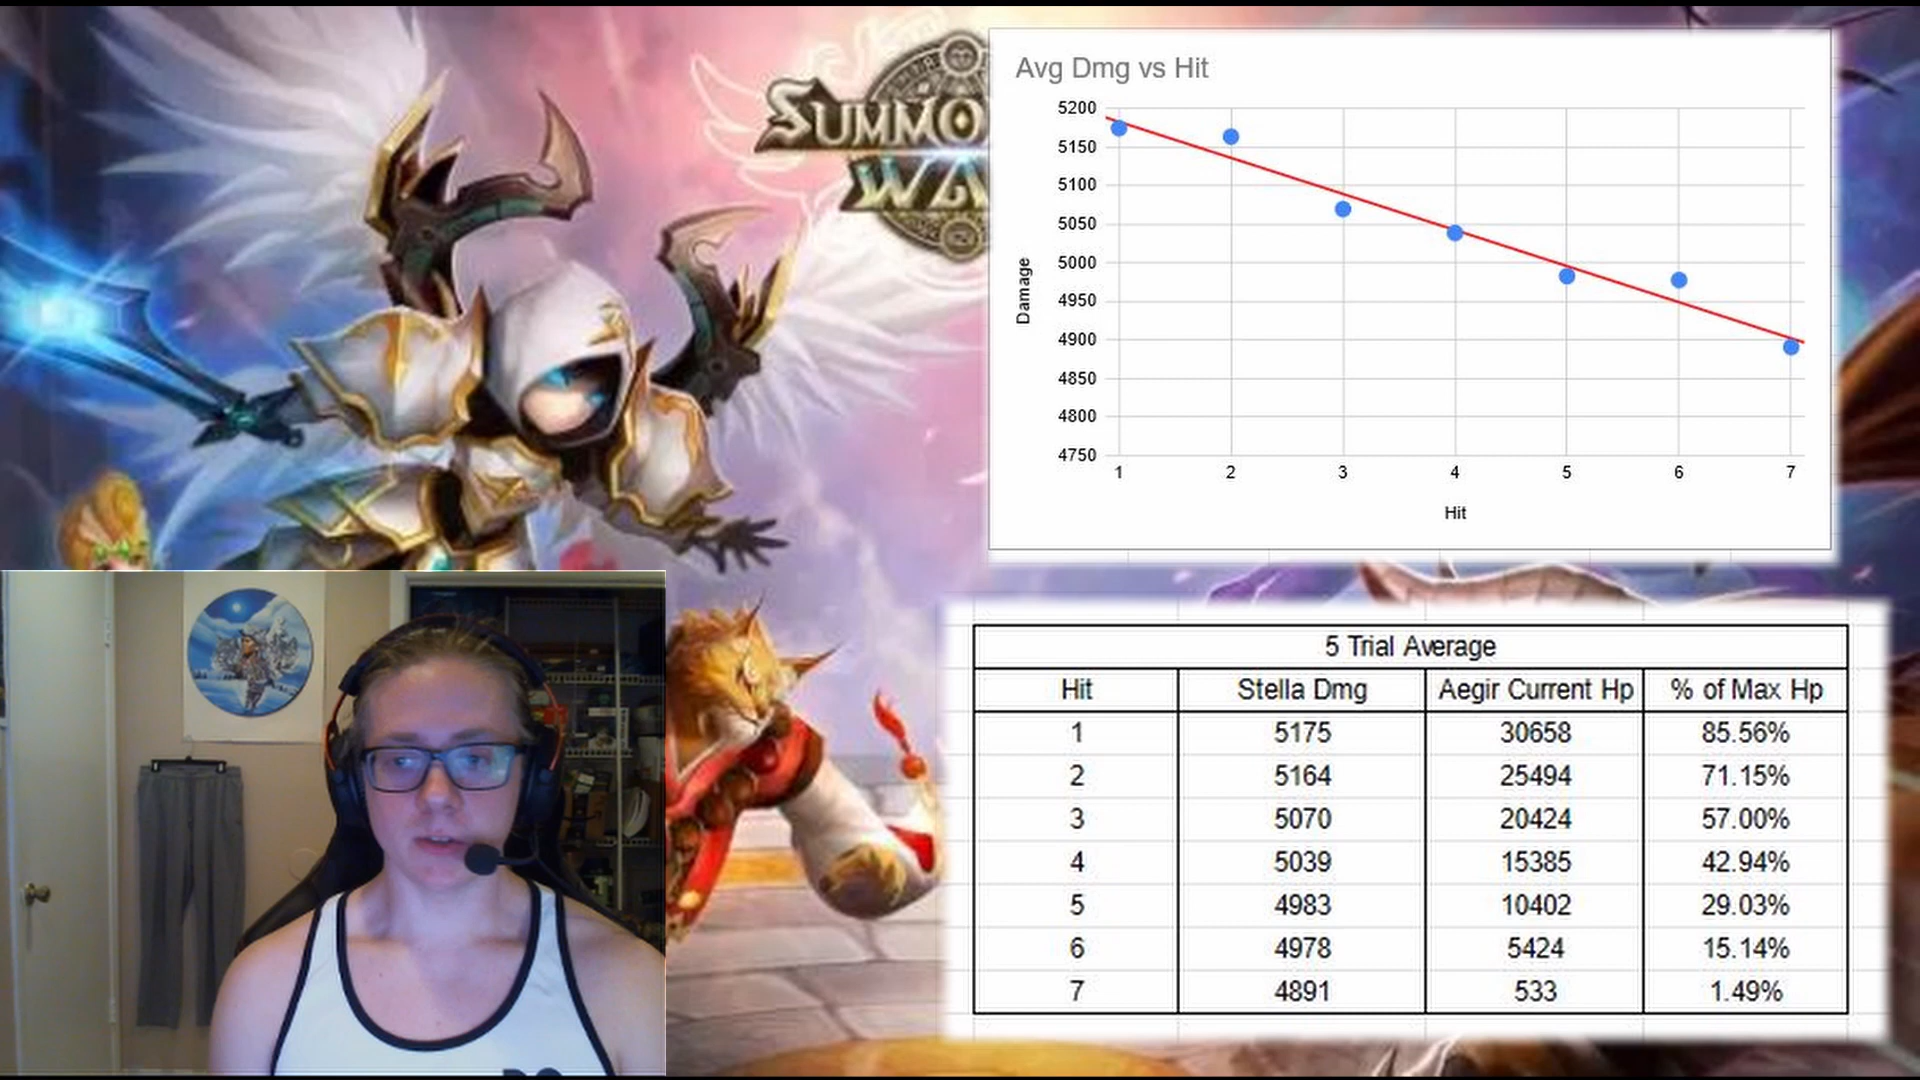 SUMMO
WA
Avg Dmg vs Hit
5200
5150
5100
5050
5000
4950
4900
4850
4800
4750
Damage
1 2 3 4 5 6 7
Hit
5 Trial Average
Hit Stella Dmg Aegir Current Hp % of Max Hp
1 5175 30658 85.56%
2 5164 25494 71.15%
3 5070 20424 57.00%
4 5039 15385 42.94%
5 4983 10402 29.03%
6 4978 5424 15.14%
7 4891 533 1.49%